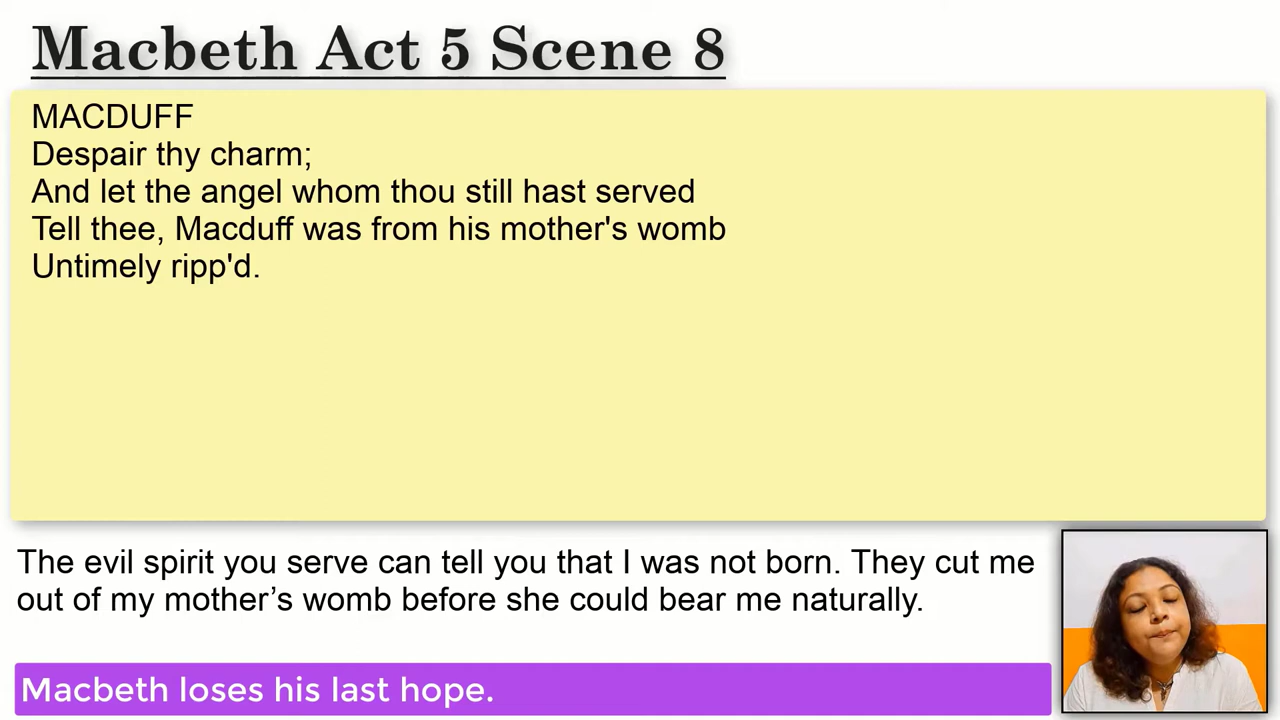 Macbeth Act 5 Scene 8
MACDUFF
Despair thy charm;
And let the angel whom thou still hast served
Tell thee, Macduff was from his mother's womb
Untimely ripp'd.
The evil spirit you serve can tell you that I was not born. They cut me
out of my mother’s womb before she could bear me naturally.
Macbeth loses his last hope.